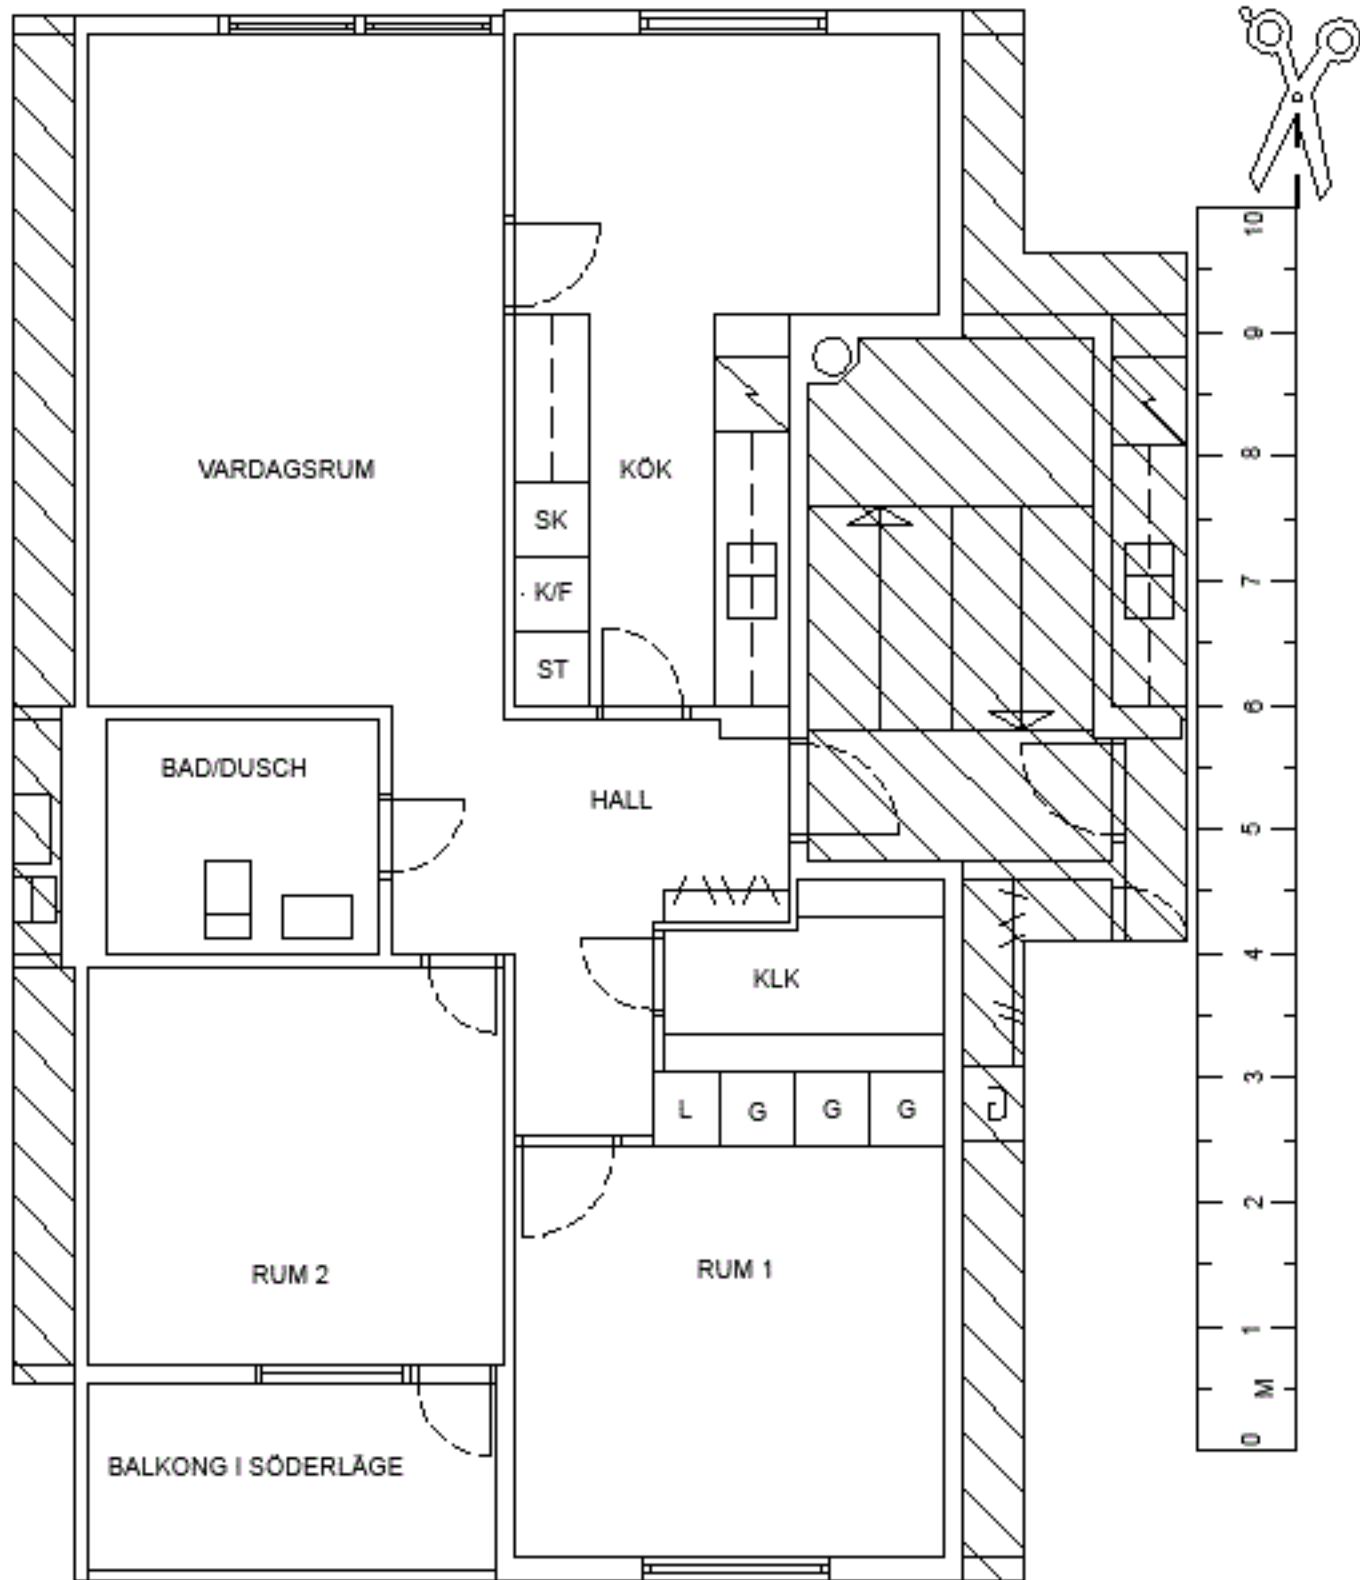 VARDAGSRUM
KÖK
SK
K/F
ST
BAD/DUSCH
HALL
KLK
L
G
G
G
RUM 2
RUM 1
BALKONG I SÖDERLÄGE
10
9
8
7
6
5
4
3
2
1
M
0